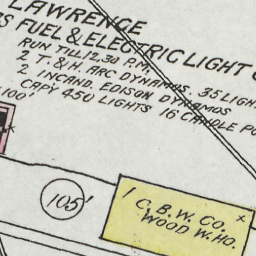 LAWRENCE
S FUEL & ELECTRIC LIGHT
RUN TILL 12,30 P.M.
2 T. & H. ARC DYNAMOS. 35 LIGH
2 INCAND. EDISON DYNAMOS
CAPY 450 LIGHTS 16 CANDLE PO
100'
105'
1 C. B. W. CO. x
WOOD W. HO.